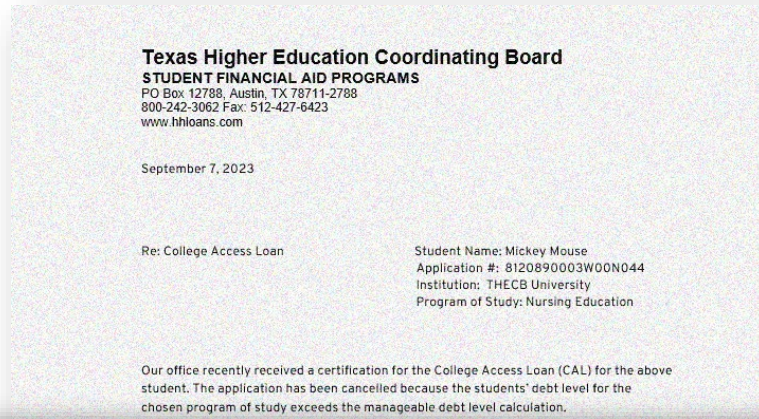 Texas Higher Education Coordinating Board
STUDENT FINANCIAL AID PROGRAMS
PO Box 12788, Austin, TX 78711-2788
800-242-3062 Fax: 512-427-6423
www.hhloans.com
September 7, 2023
Re: College Access Loan
Student Name: Mickey Mouse
Application #: 8120890003W00N044
Institution: THECB University
Program of Study: Nursing Education
Our office recently received a certification for the College Access Loan (CAL) for the above
student. The application has been cancelled because the students' debt level for the
chosen program of study exceeds the manageable debt level calculation.